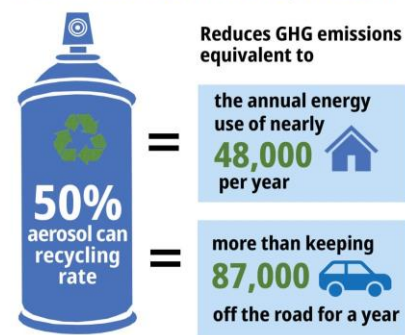 Reduces GHG emissions
equivalent to
the annual energy
use of nearly
48,000
per year
50%
aerosol can
recycling
rate
=
=
more than keeping
87,000
off the road for a year